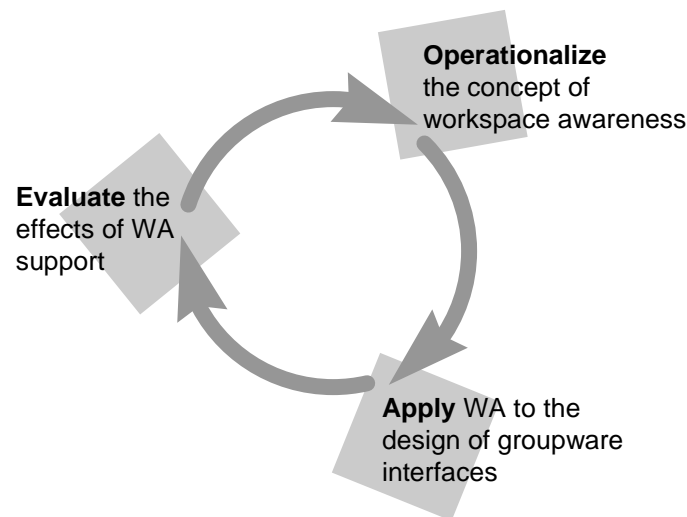 Operationalize
the concept of
workspace awareness
Evaluate the
effects of WA
support
Apply WA to the
design of groupware
interfaces